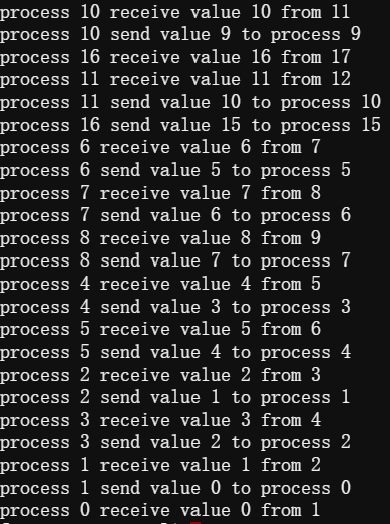 process 10 receive value 10 from 11
process 10 send value 9 to process 9
process 16 receive value 16 from 17
process 11 receive value 11 from 12
process 11 send value 10 to process 10
process 16 send value 15 to process 15
process 6 receive value 6 from 7
process 6 send value 5 to process 5
process 7 receive value 7 from 8
process 7 send value 6 to process 6
process 8 receive value 8 from 9
process 8 send value 7 to process 7
process 4 receive value 4 from 5
process 4 send value 3 to process 3
process 5 receive value 5 from 6
process 5 send value 4 to process 4
process 2 receive value 2 from 3
process 2 send value 1 to process 1
process 3 receive value 3 from 4
process 3 send value 2 to process 2
process 1 receive value 1 from 2
process 1 send value 0 to process 0
process 0 receive value 0 from 1